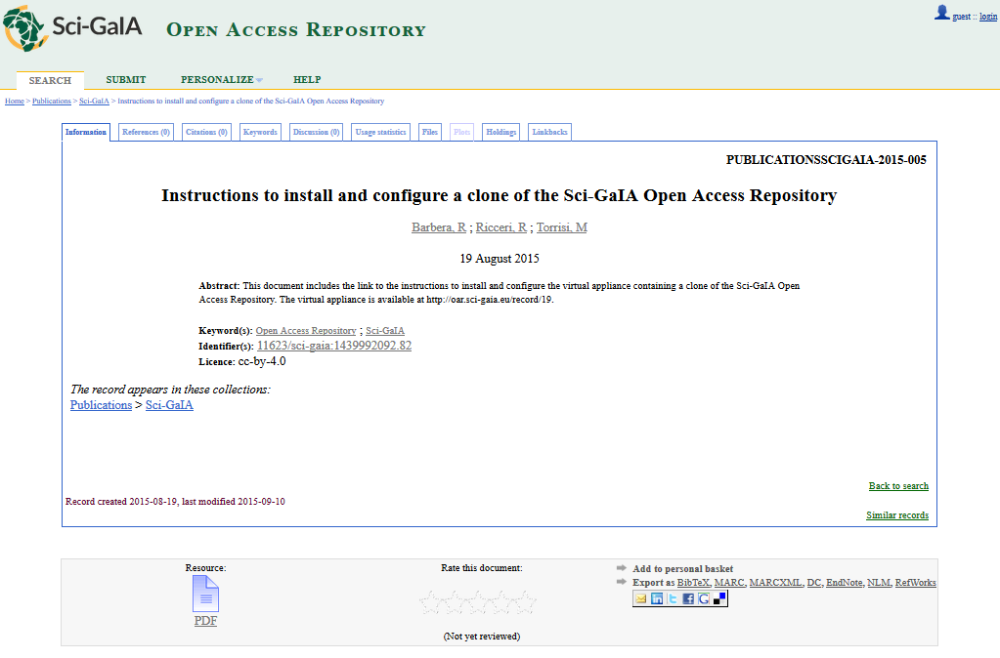 Sci-GaIA OPEN ACCESS REPOSITORY
guest :: login
SEARCH SUBMIT PERSONALIZE HELP
Home > Publications > Sci-GaIA > Instructions to install and configure a clone of the Sci-GaIA Open Access Repository
Information References (0) Citations (0) Keywords Discussion (0) Usage statistics Files Plots Holdings Linkbacks
PUBLICATIONSSCIGAIA-2015-005
Instructions to install and configure a clone of the Sci-GaIA Open Access Repository
Barbera, R ; Ricceri, R ; Torrisi, M
19 August 2015
Abstract: This document includes the link to the instructions to install and configure the virtual appliance containing a clone of the Sci-GaIA Open
Access Repository. The virtual appliance is available at http://oar.sci-gaia.eu/record/19.
Keyword(s): Open Access Repository ; Sci-GaIA
Identifier(s): 11623/sci-gaia:1439992092.82
Licence: cc-by-4.0
The record appears in these collections:
Publications > Sci-GaIA
Back to search
Record created 2015-08-19, last modified 2015-09-10
Similar records
Resource:
PDF
Rate this document:
(Not yet reviewed)
Add to personal basket
Export as BibTeX, MARC, MARCXML, DC, EndNote, NLM, RefWorks